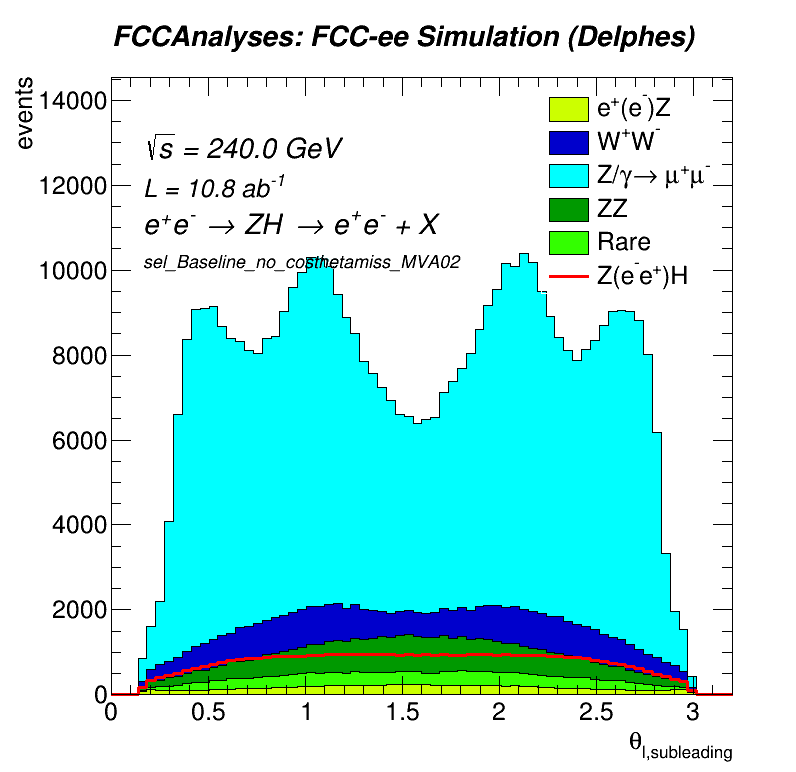 FCCAnalyses: FCC-ee Simulation (Delphes)
events
14000
12000
10000
8000
6000
4000
2000
0
√s = 240.0 GeV
L = 10.8 ab⁻¹
e⁺e⁻ → ZH → e⁺e⁻ + X
sel_Baseline_no_costhetamiss_MVA02
e⁺(e⁻)Z
W⁺W⁻
Z/γ→ μ⁺μ⁻
ZZ
Rare
Z(e⁻e⁺)H
0 0.5 1 1.5 2 2.5 3
θ_l,subleading